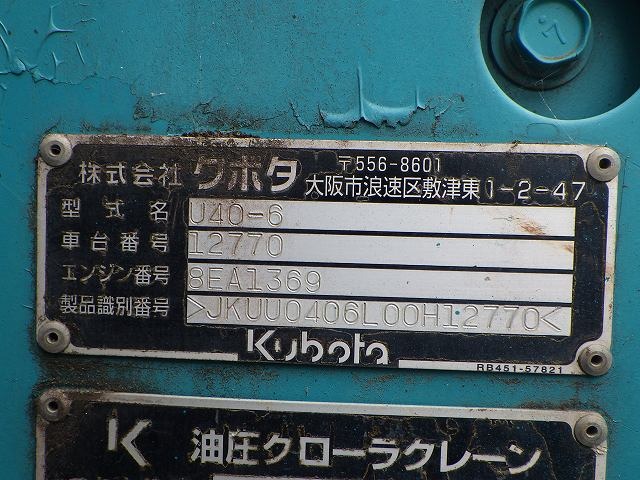 7
株式会社 クボタ 〒556-8601
大阪市浪速区敷津東1-2-47
型式名 U40-6
車台番号 12770
エンジン番号 8EA1369
製品識別番号 >JKUU0406L00H12770<
Kubota
RB451-57821
K 油圧クローラクレーン